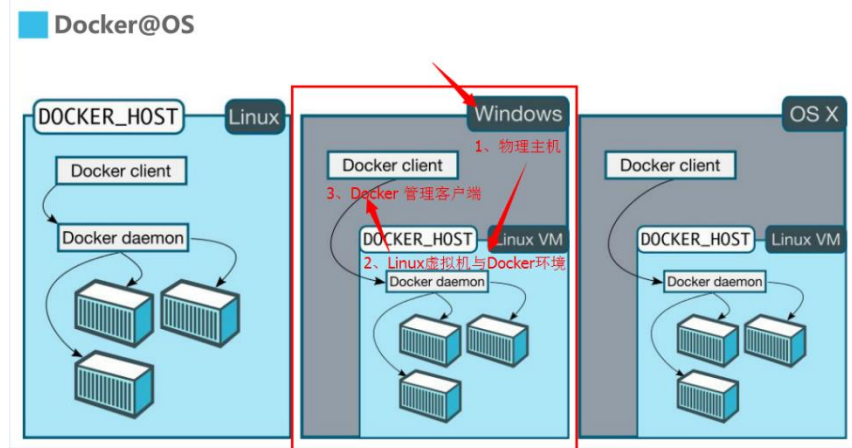 Docker@OS
DOCKER_HOST
Linux
Docker client
Docker daemon
Windows
1、物理主机
Docker client
3、Docker 管理客户端
DOCKER_HOST
Linux VM
2、Linux虚拟机与Docker环境
Docker daemon
OS X
Docker client
DOCKER_HOST
Linux VM
Docker daemon